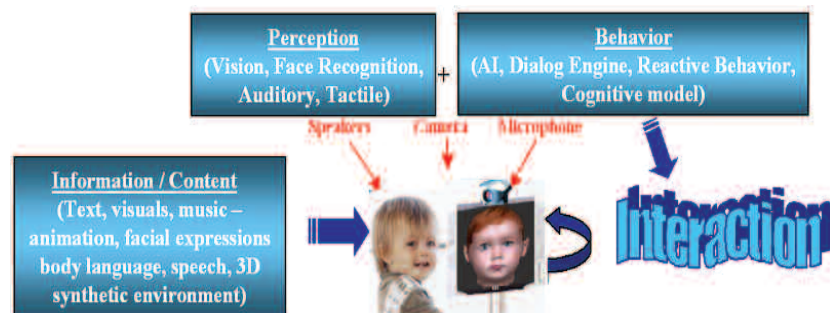 Perception
(Vision, Face Recognition,
Auditory, Tactile)
+
Behavior
(AI, Dialog Engine, Reactive Behavior,
Cognitive model)
Speakers
Camera
Microphone
Information / Content
(Text, visuals, music –
animation, facial expressions
body language, speech, 3D
synthetic environment)
Interaction